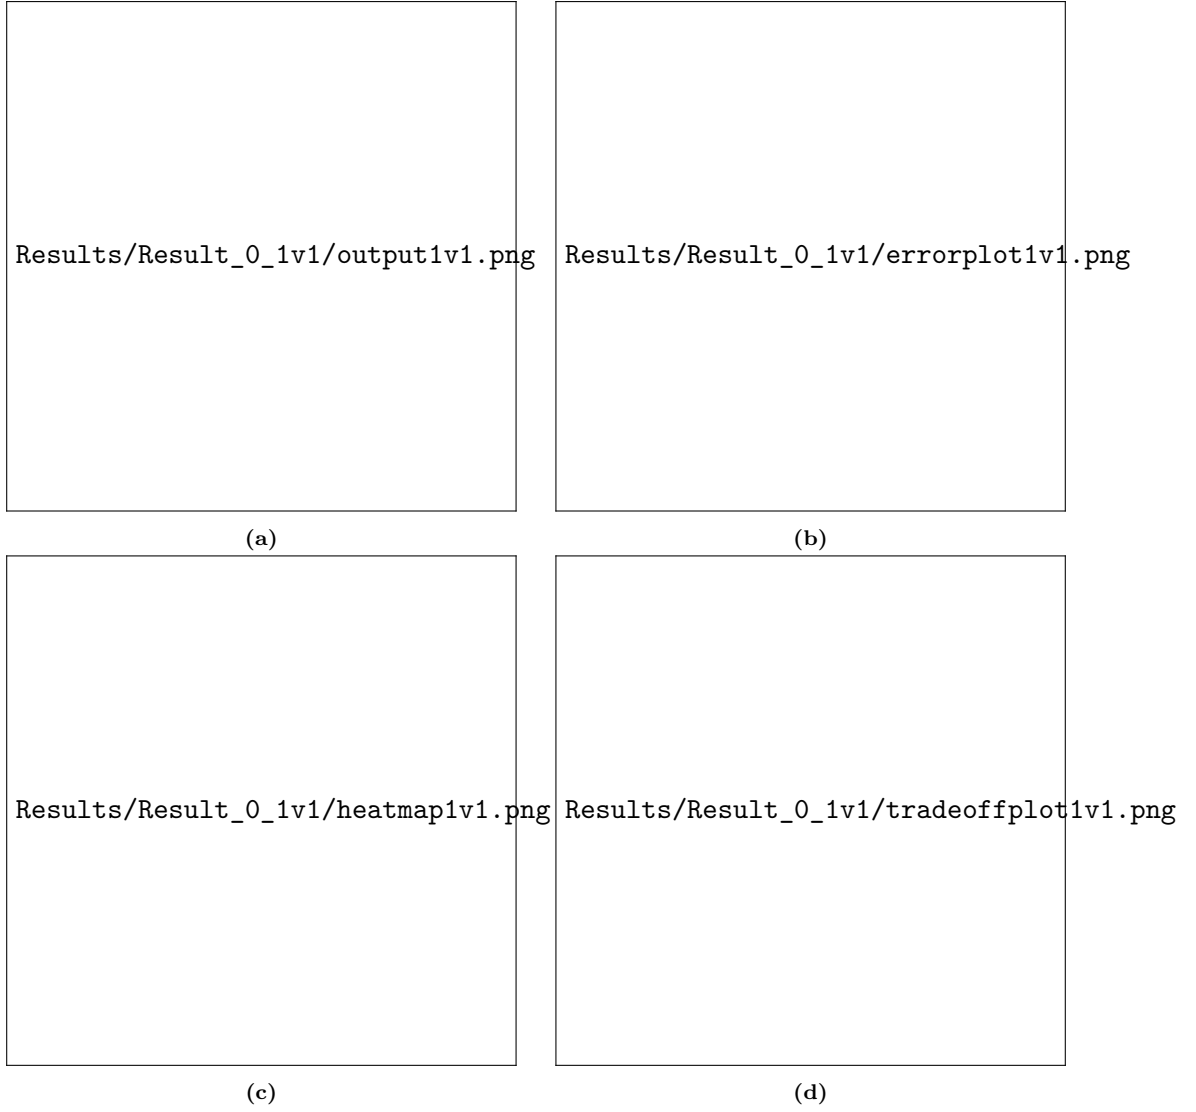 Results/Result_0_1v1/output1v1.png
Results/Result_0_1v1/errorplot1v1.png
(a)
(b)
Results/Result_0_1v1/heatmap1v1.png
Results/Result_0_1v1/tradeoffplot1v1.png
(c)
(d)